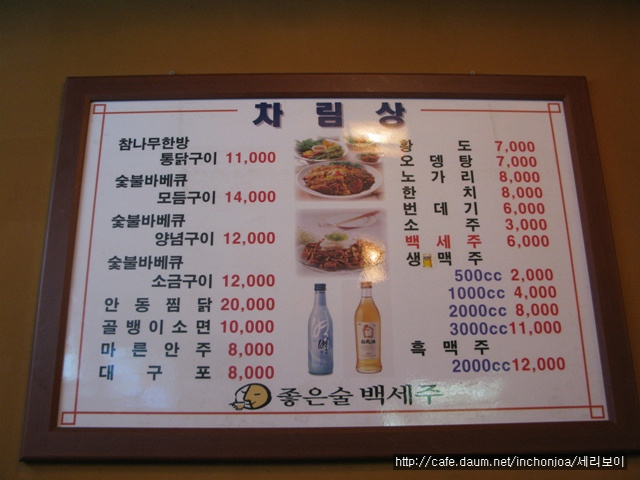 차림상
참나무한방
통닭구이 11,000
숯불바베큐
모듬구이 14,000
숯불바베큐
양념구이 12,000
숯불바베큐
소금구이 12,000
안동찜닭 20,000
골뱅이소면 10,000
마른안주 8,000
대구포 8,000
황도 7,000
오뎅탕 7,000
노가리 8,000
한치 8,000
번데기 6,000
소주 3,000
백세주 6,000
생맥주
500cc 2,000
1000cc 4,000
2000cc 8,000
3000cc 11,000
흑맥주
2000cc 12,000
좋은술 백세주
http://cafe.daum.net/inchonjoa/세리보이